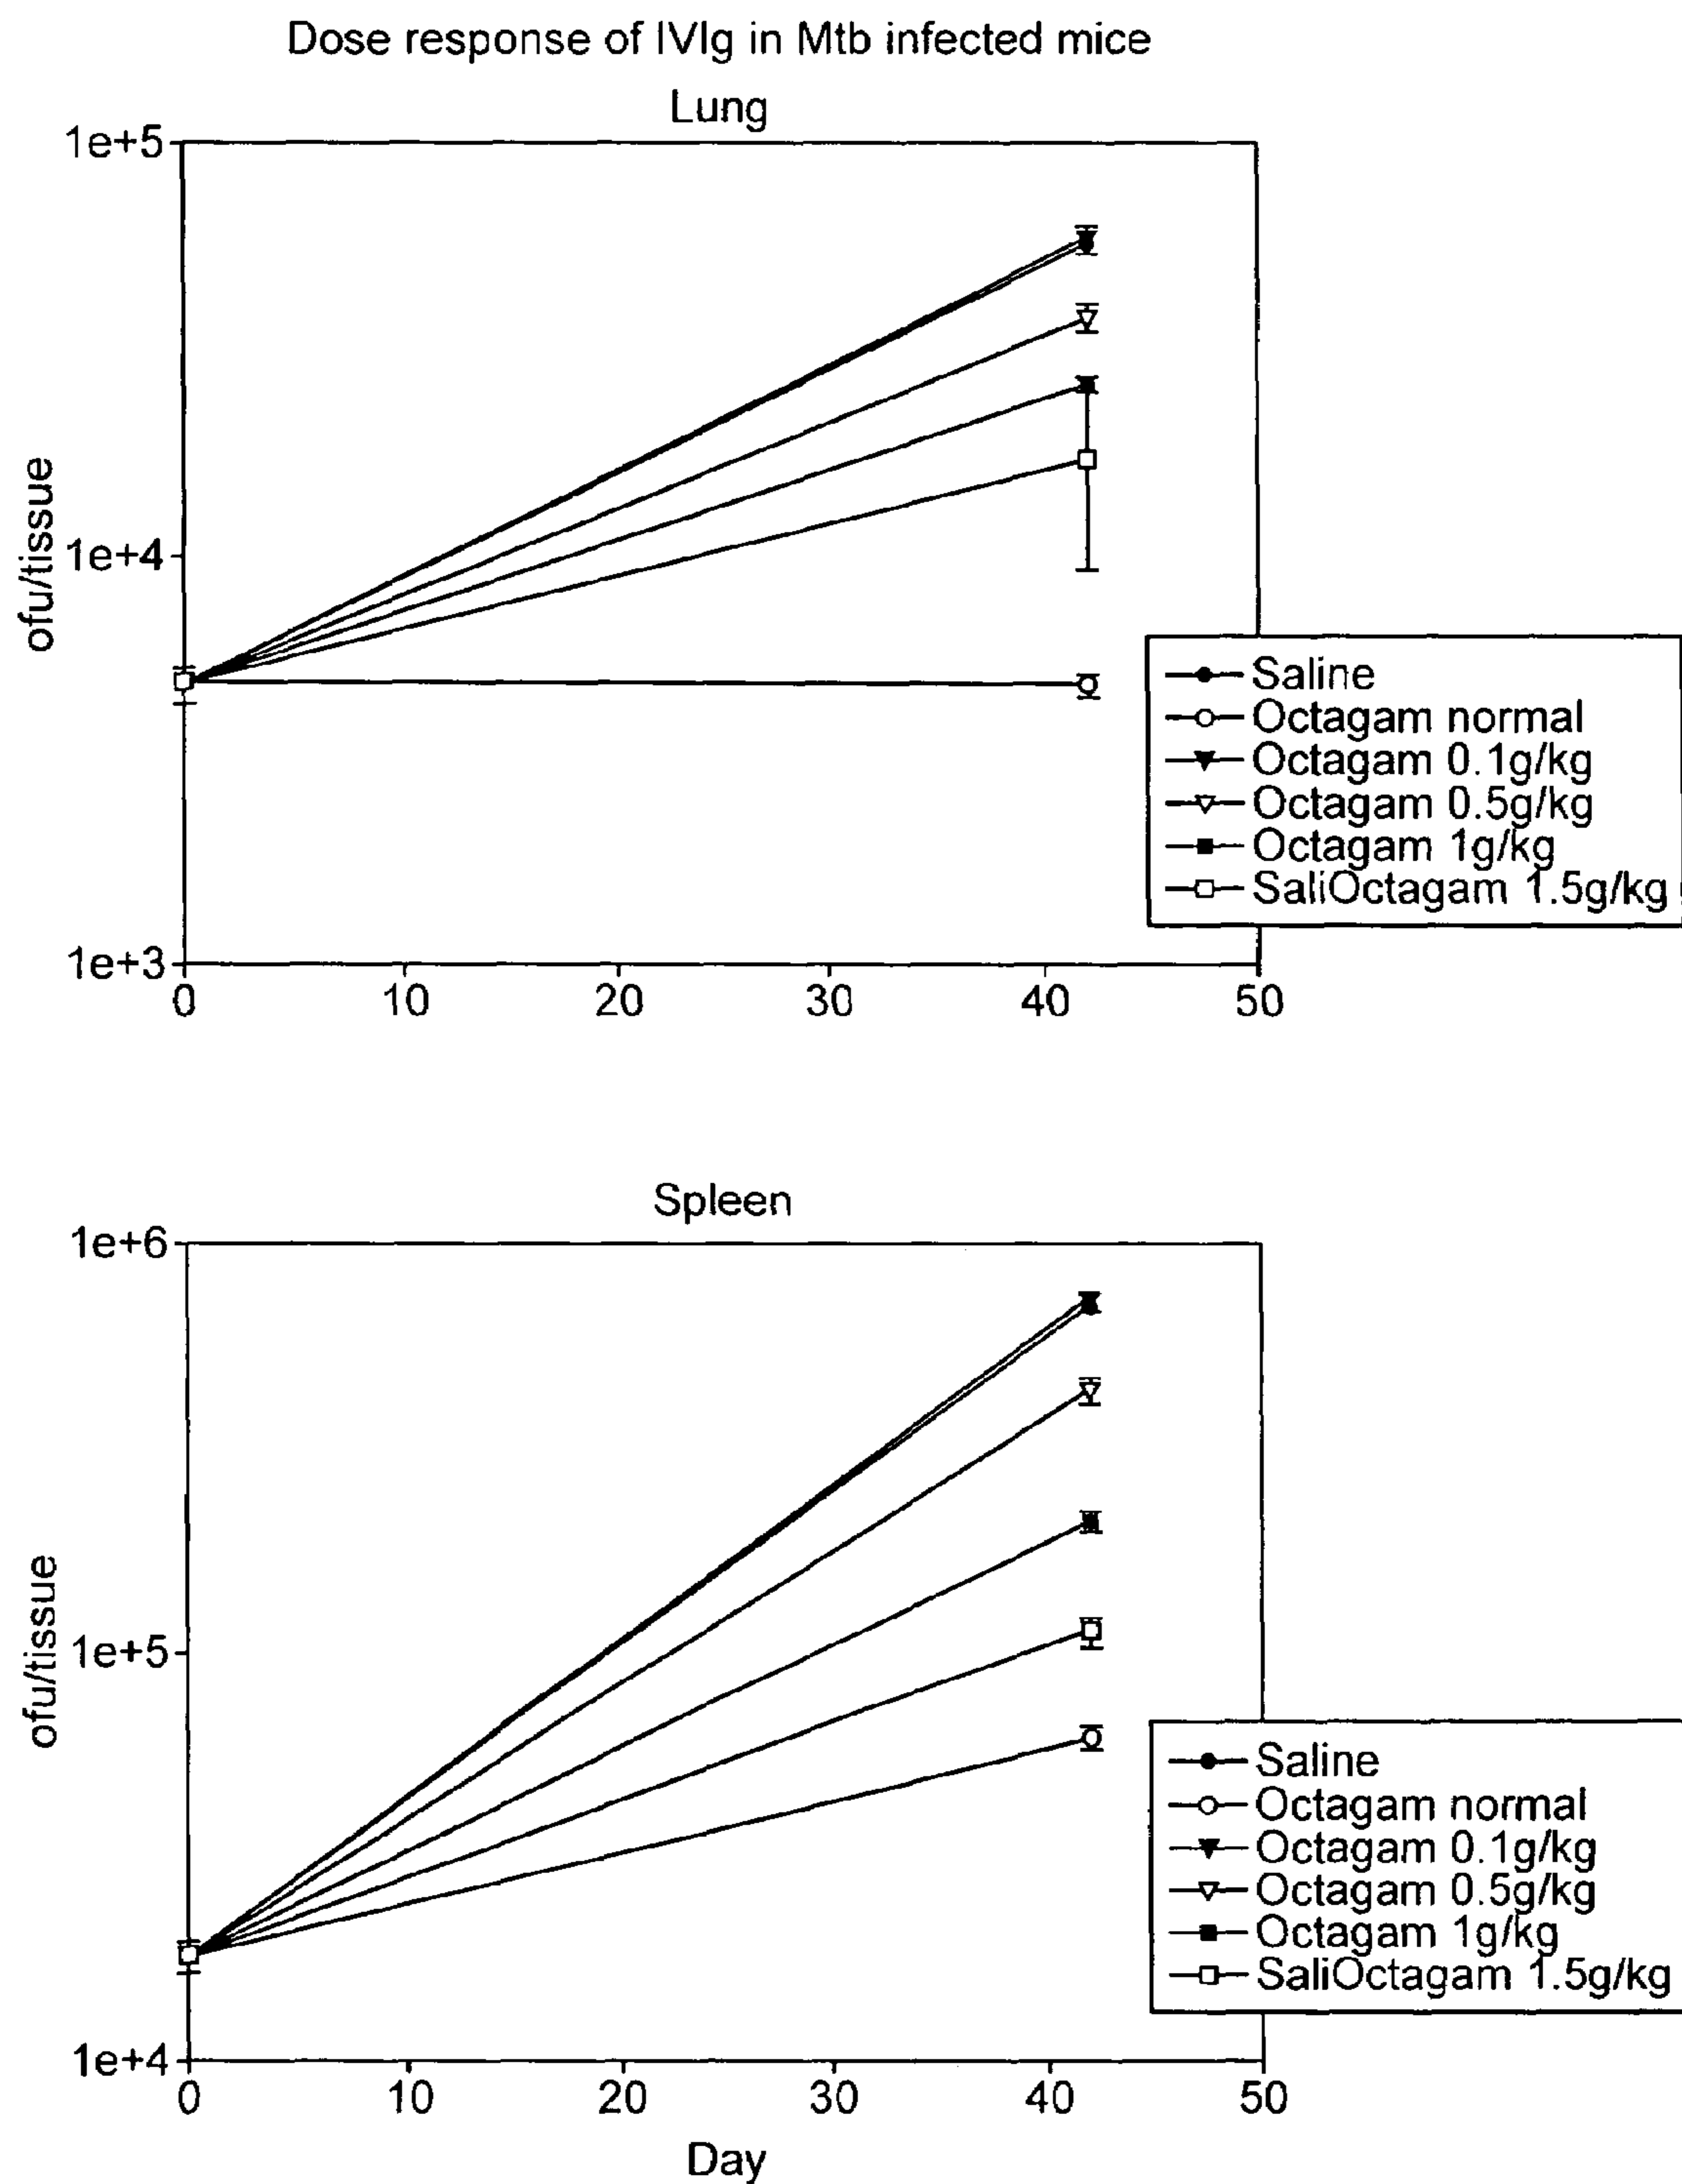 Dose response of IVIg in Mtb infected mice
Lung
1e+5
1e+4
1e+3
ofu/tissue
0 10 20 30 40 50
Saline
Octagam normal
Octagam 0.1g/kg
Octagam 0.5g/kg
Octagam 1g/kg
SaliOctagam 1.5g/kg
Spleen
1e+6
1e+5
1e+4
ofu/tissue
0 10 20 30 40 50
Day
Saline
Octagam normal
Octagam 0.1g/kg
Octagam 0.5g/kg
Octagam 1g/kg
SaliOctagam 1.5g/kg